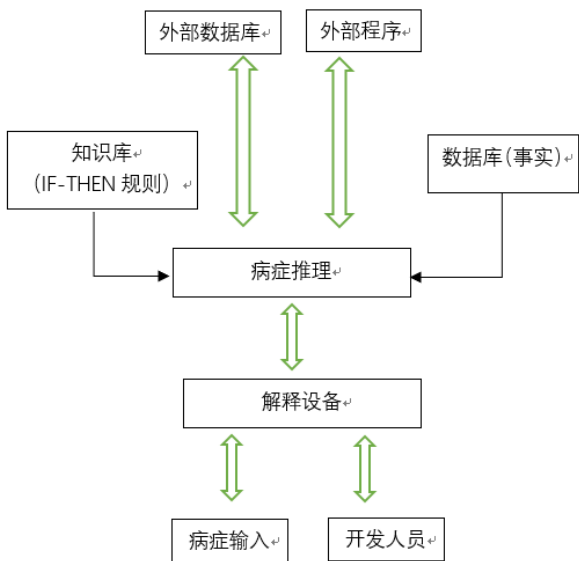 外部数据库
外部程序
知识库
（IF-THEN 规则）
数据库（事实）
病症推理
解释设备
病症输入
开发人员